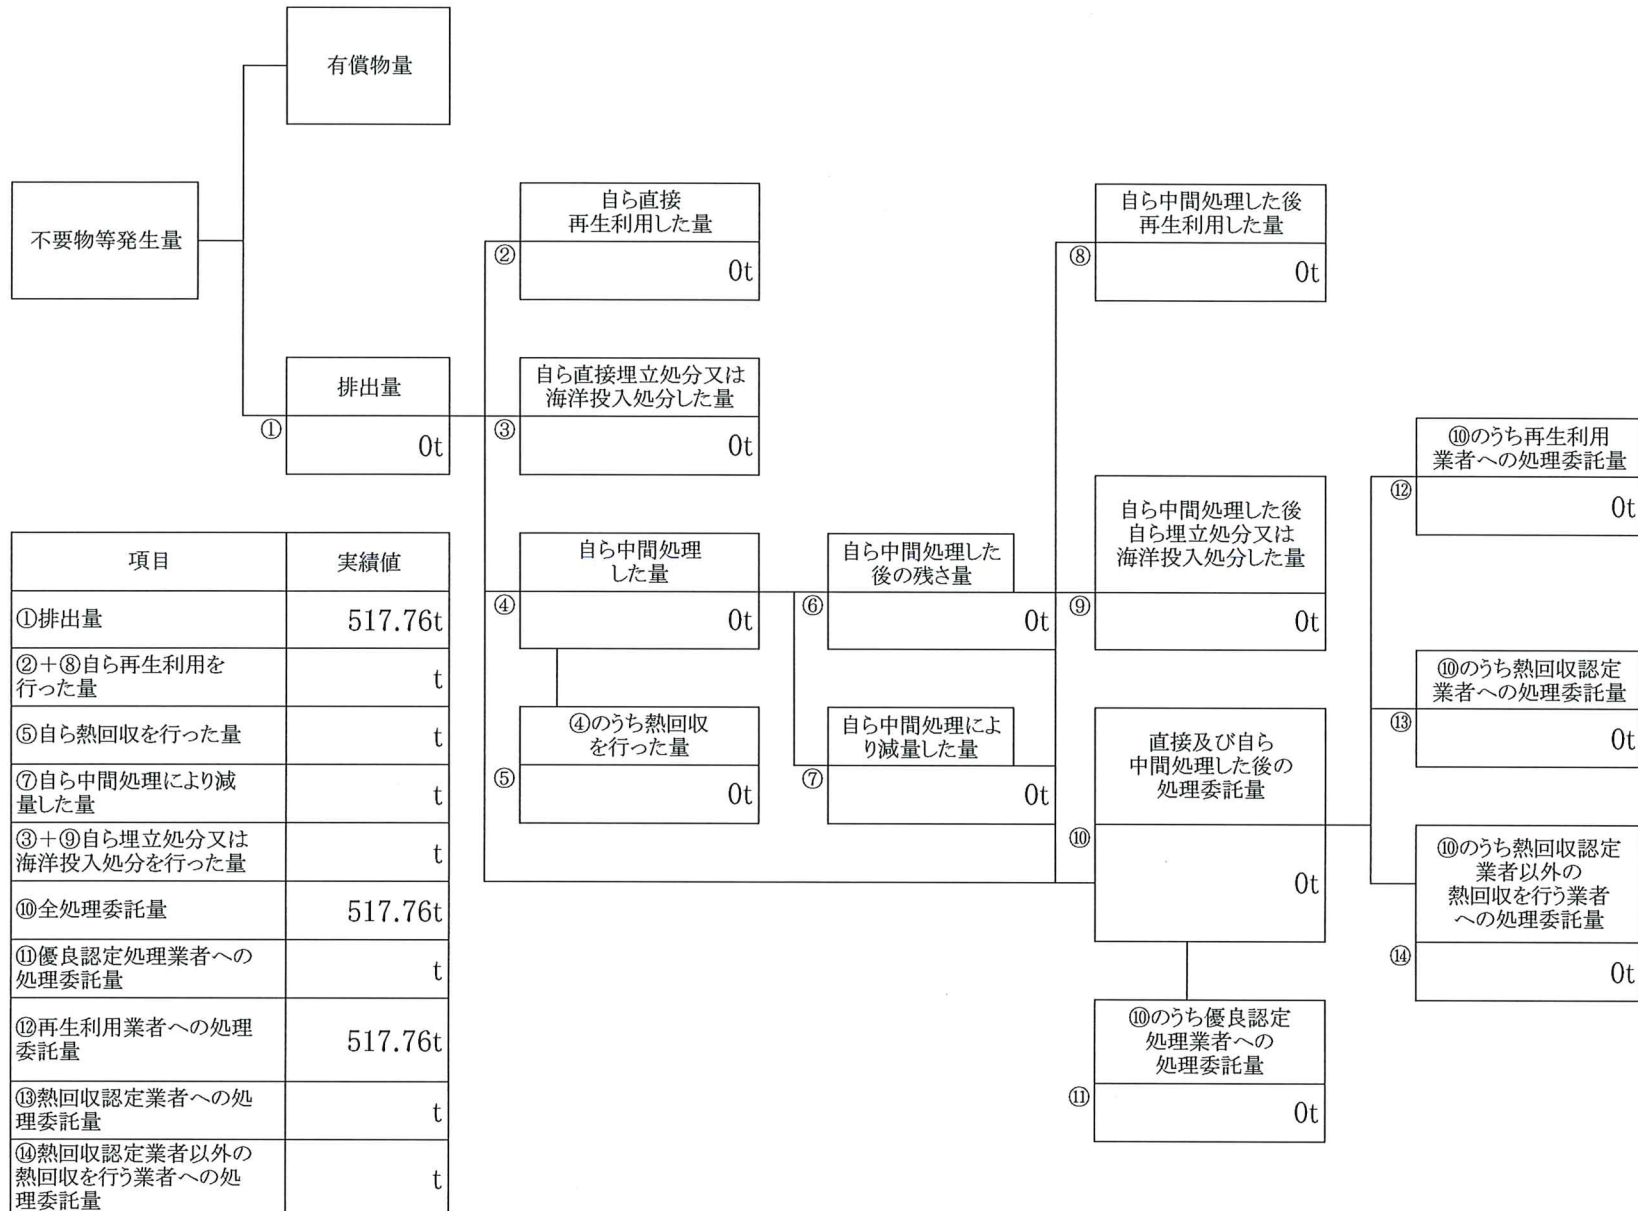 有償物量
不要物等発生量
自ら直接
再生利用した量
②
0t
自ら中間処理した後
再生利用した量
⑧
0t
排出量
①
0t
自ら直接埋立処分又は
海洋投入処分した量
③
0t
⑩のうち再生利用
業者への処理委託量
⑫
0t
自ら中間処理
した量
④
0t
自ら中間処理した
後の残さ量
⑥
0t
自ら中間処理した後
自ら埋立処分又は
海洋投入処分した量
⑨
0t
⑩のうち熱回収認定
業者への処理委託量
⑬
0t
④のうち熱回収
を行った量
⑤
0t
自ら中間処理によ
り減量した量
⑦
0t
直接及び自ら
中間処理した後の
処理委託量
⑩
0t
⑩のうち熱回収認定
業者以外の
熱回収を行う業者
への処理委託量
⑭
0t
⑩のうち優良認定
処理業者への
処理委託量
⑪
0t
項目 実績値
①排出量 517.76t
②+⑧自ら再生利用を
行った量 t
⑤自ら熱回収を行った量 t
⑦自ら中間処理により減
量した量 t
③+⑨自ら埋立処分又は
海洋投入処分を行った量 t
⑩全処理委託量 517.76t
⑪優良認定処理業者への
処理委託量 t
⑫再生利用業者への処理
委託量 517.76t
⑬熱回収認定業者への処
理委託量 t
⑭熱回収認定業者以外の
熱回収を行う業者への処
理委託量 t